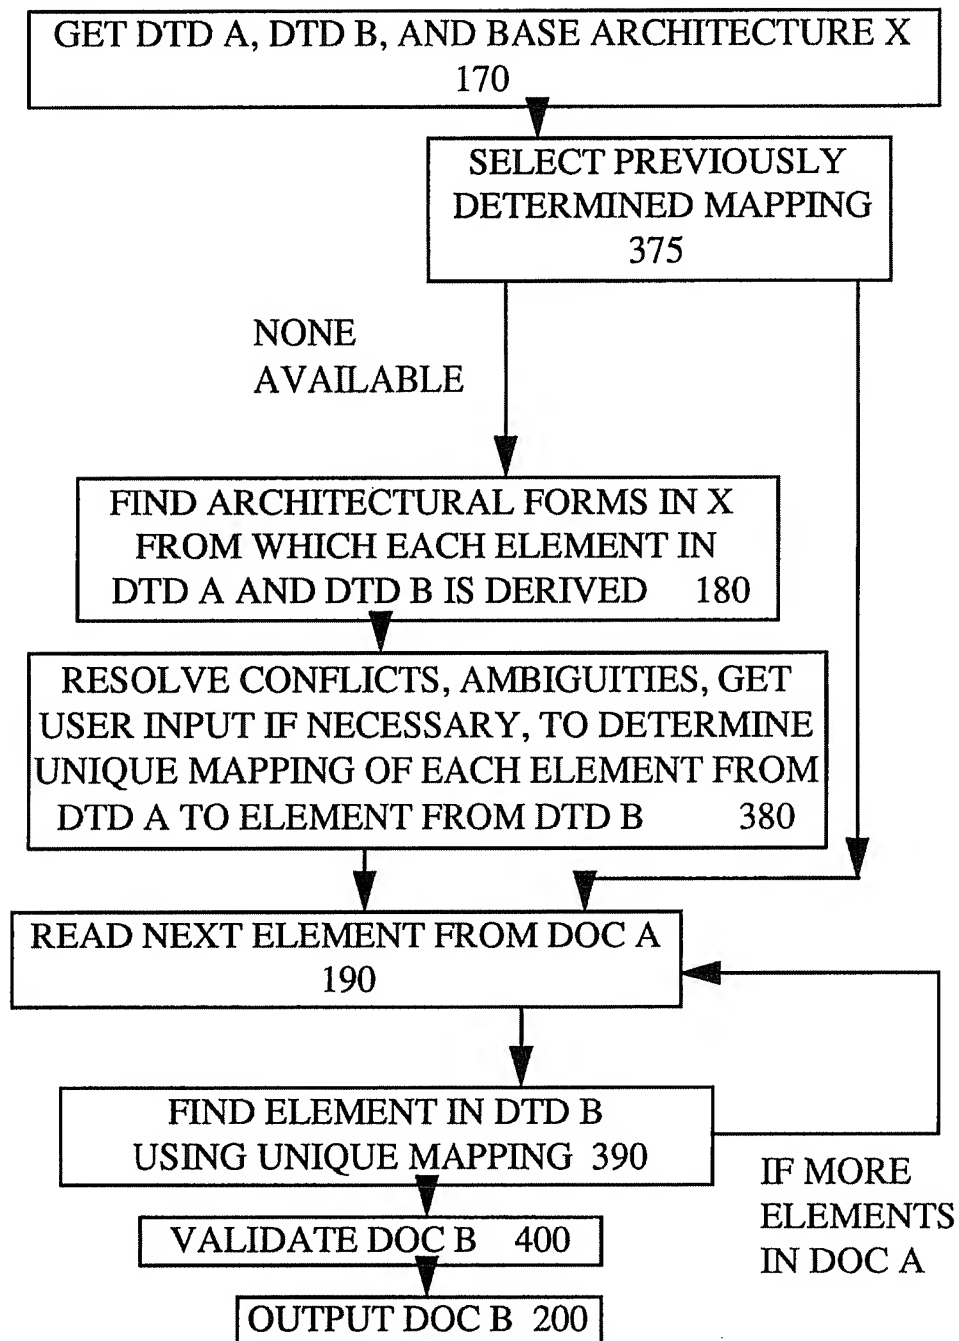 GET DTD A, DTD B, AND BASE ARCHITECTURE X
170
SELECT PREVIOUSLY
DETERMINED MAPPING
375
NONE
AVAILABLE
FIND ARCHITECTURAL FORMS IN X
FROM WHICH EACH ELEMENT IN
DTD A AND DTD B IS DERIVED 180
RESOLVE CONFLICTS, AMBIGUITIES, GET
USER INPUT IF NECESSARY, TO DETERMINE
UNIQUE MAPPING OF EACH ELEMENT FROM
DTD A TO ELEMENT FROM DTD B 380
READ NEXT ELEMENT FROM DOC A
190
FIND ELEMENT IN DTD B
USING UNIQUE MAPPING 390
IF MORE
ELEMENTS
IN DOC A
VALIDATE DOC B 400
OUTPUT DOC B 200